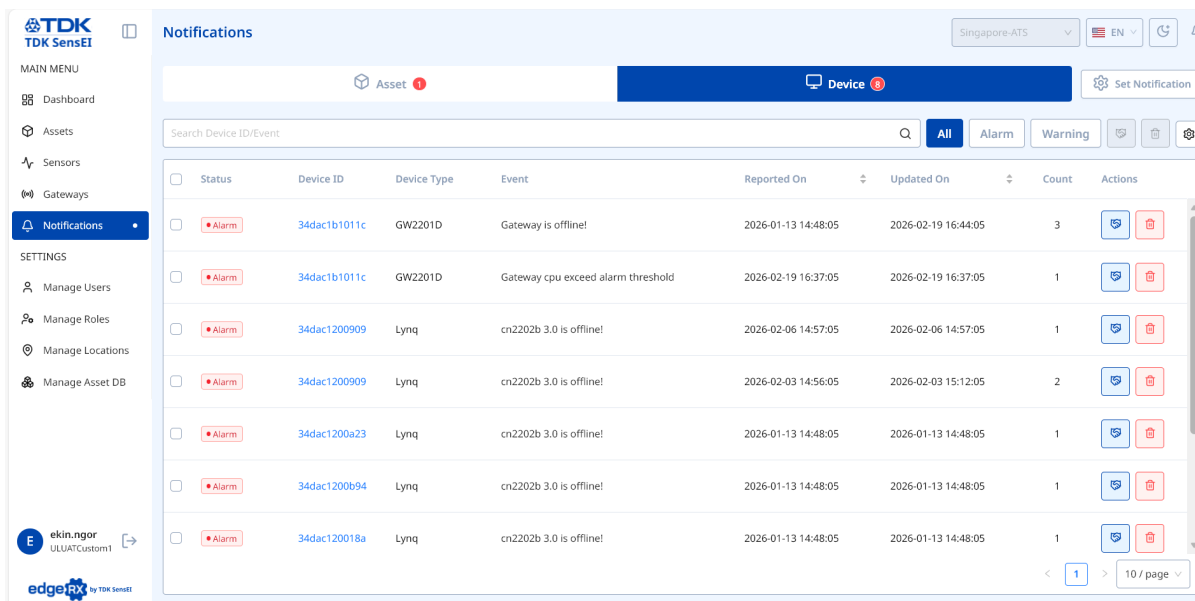 TDK
TDK SensEI
Notifications
Singapore-ATS
EN
MAIN MENU
Dashboard
Assets
Sensors
Gateways
Notifications
SETTINGS
Manage Users
Manage Roles
Manage Locations
Manage Asset DB
Asset 1
Device 8
Set Notification
Search Device ID/Event
All
Alarm
Warning
Status Device ID Device Type Event Reported On Updated On Count Actions
Alarm 34dac1b1011c GW2201D Gateway is offline! 2026-01-13 14:48:05 2026-02-19 16:44:05 3
Alarm 34dac1b1011c GW2201D Gateway cpu exceed alarm threshold 2026-02-19 16:37:05 2026-02-19 16:37:05 1
Alarm 34dac1200909 Lynq cn2202b 3.0 is offline! 2026-02-06 14:57:05 2026-02-06 14:57:05 1
Alarm 34dac1200909 Lynq cn2202b 3.0 is offline! 2026-02-03 14:56:05 2026-02-03 15:12:05 2
Alarm 34dac1200a23 Lynq cn2202b 3.0 is offline! 2026-01-13 14:48:05 2026-01-13 14:48:05 1
Alarm 34dac1200b94 Lynq cn2202b 3.0 is offline! 2026-01-13 14:48:05 2026-01-13 14:48:05 1
Alarm 34dac120018a Lynq cn2202b 3.0 is offline! 2026-01-13 14:48:05 2026-01-13 14:48:05 1
1
10 / page
E
ekin.ngor
ULUATCustom1
edgeRX by TDK SensEI